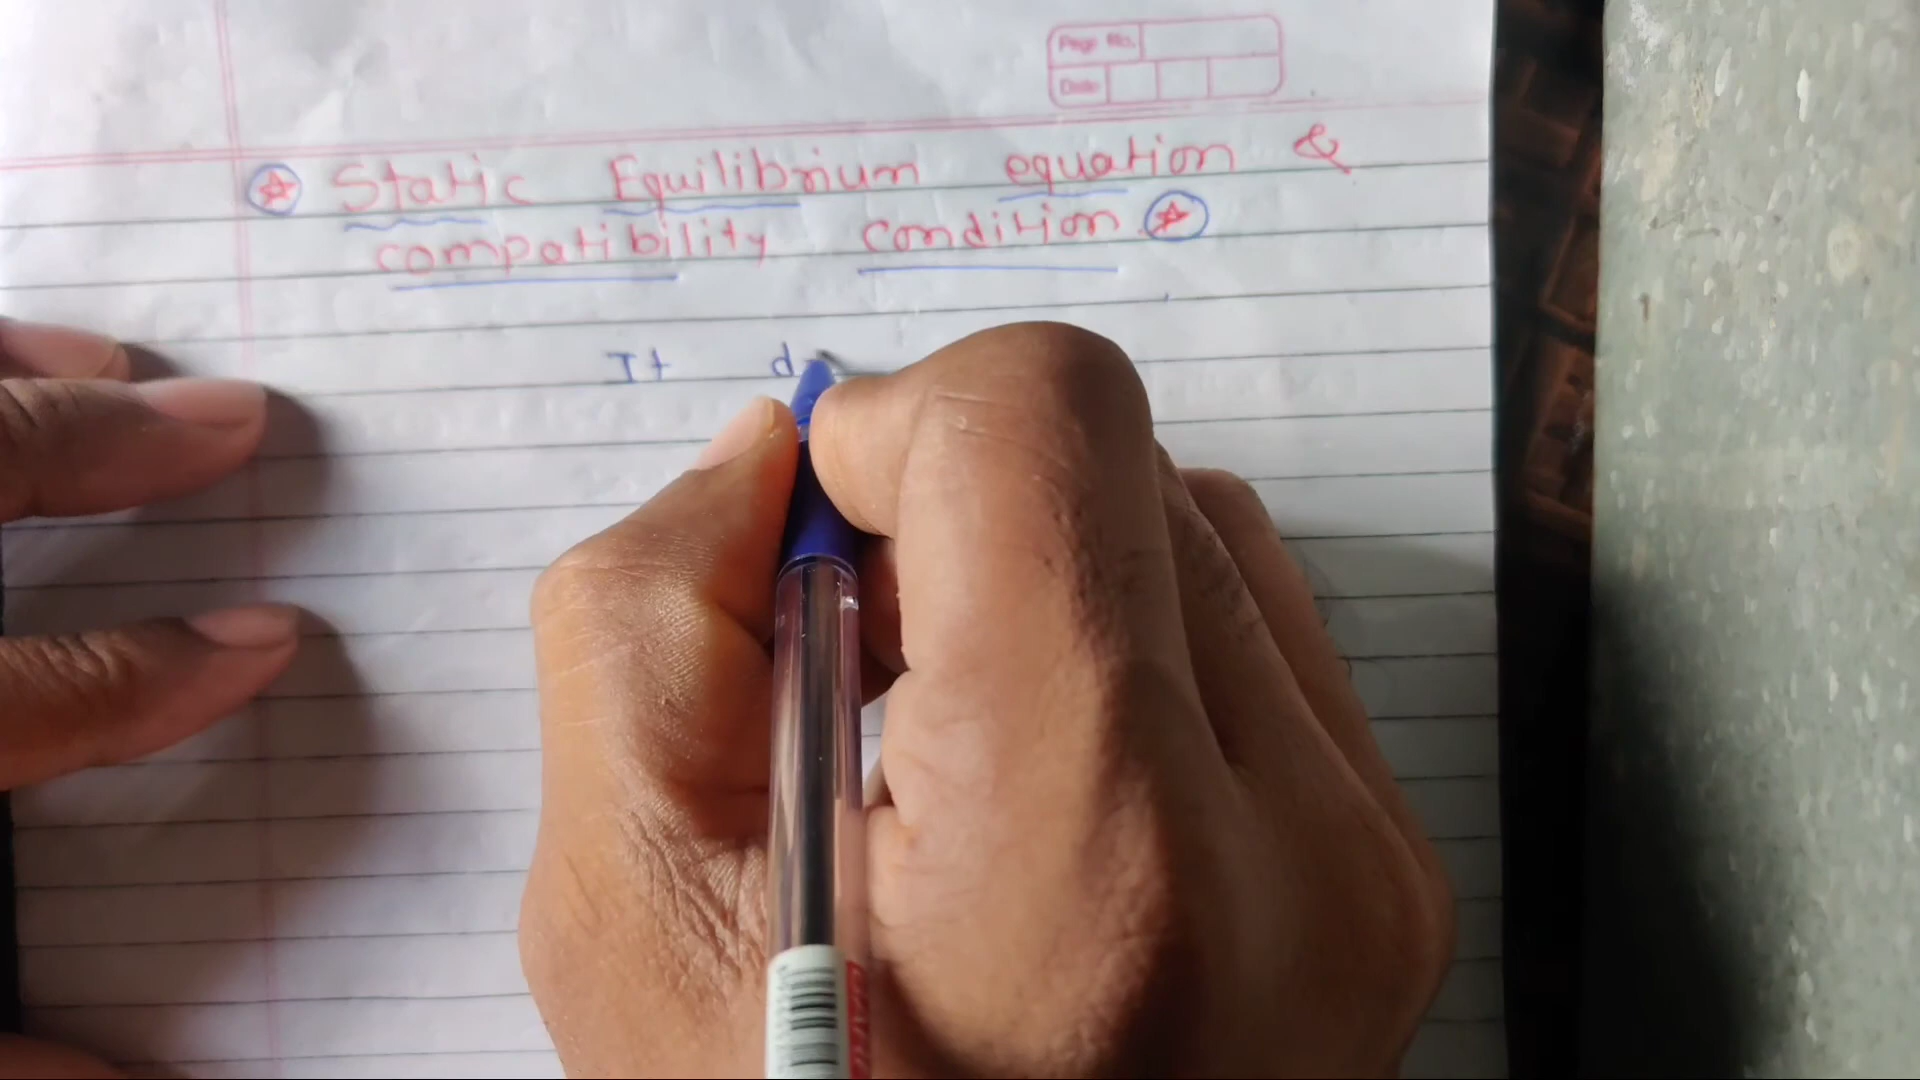 Page No.
Date
Static Equilibrium equation &
compatibility condition
It d